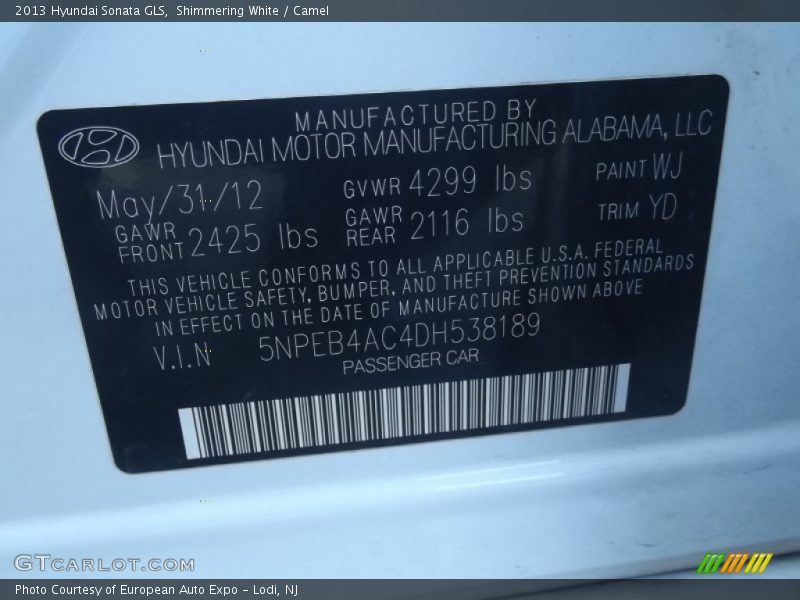 2013 Hyundai Sonata GLS, Shimmering White / Camel
MANUFACTURED BY
HYUNDAI MOTOR MANUFACTURING ALABAMA, LLC
May/31/12 GVWR 4299 lbs PAINT WJ
GAWR FRONT 2425 lbs GAWR REAR 2116 lbs TRIM YD
THIS VEHICLE CONFORMS TO ALL APPLICABLE U.S.A. FEDERAL
MOTOR VEHICLE SAFETY, BUMPER, AND THEFT PREVENTION STANDARDS
IN EFFECT ON THE DATE OF MANUFACTURE SHOWN ABOVE
V.I.N 5NPEB4AC4DH538189
PASSENGER CAR
GTCARLOT.COM
Photo Courtesy of European Auto Expo - Lodi, NJ